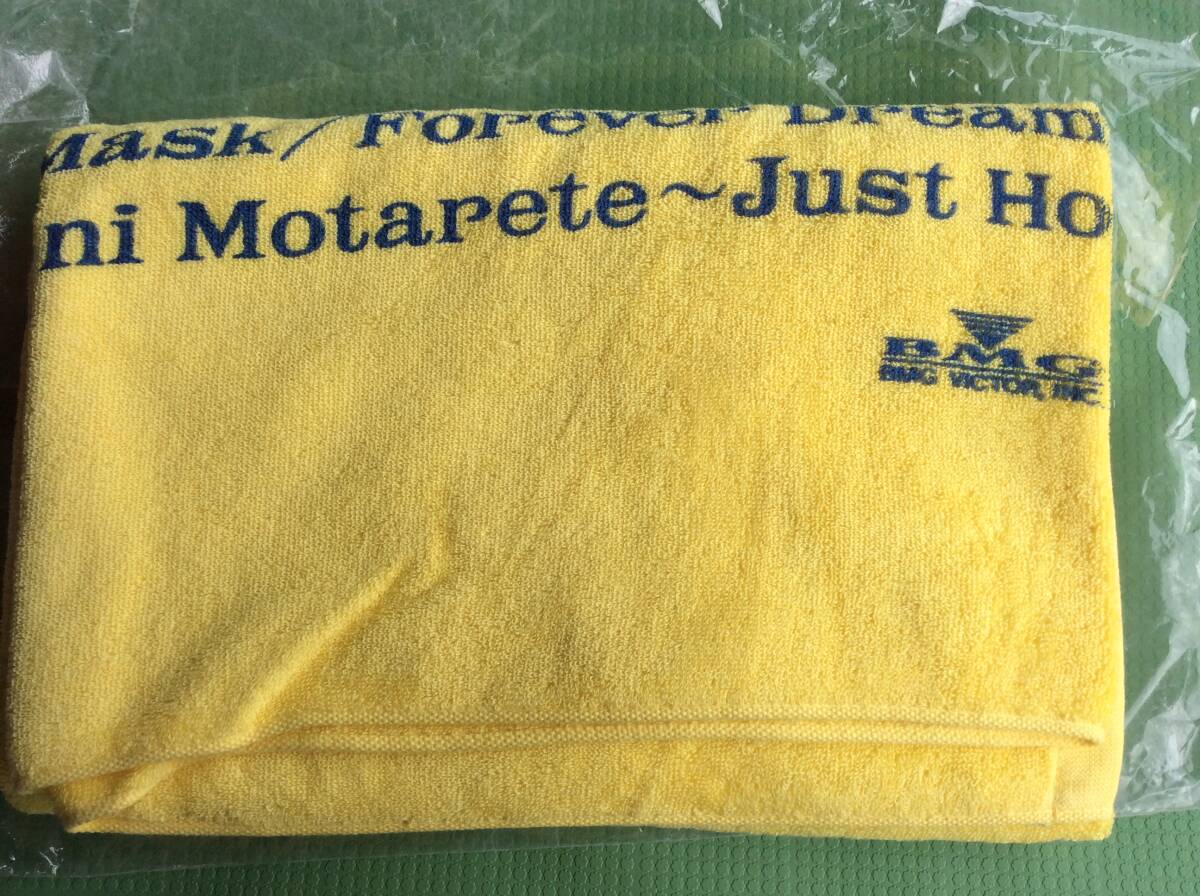 Mask / Forever Dream
ni Motarete~Just Ho
BMG
BMG VICTOR, INC.